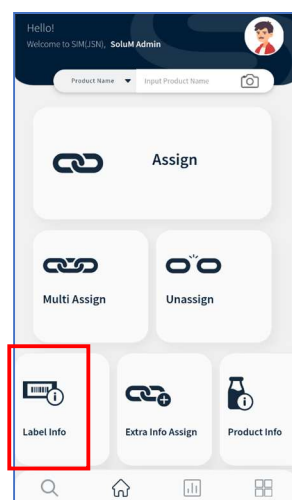 Hello!
Welcome to SIM(JSN), SoluM Admin
Product Name Input Product Name
Assign
Multi Assign Unassign
Label Info Extra Info Assign Product Info